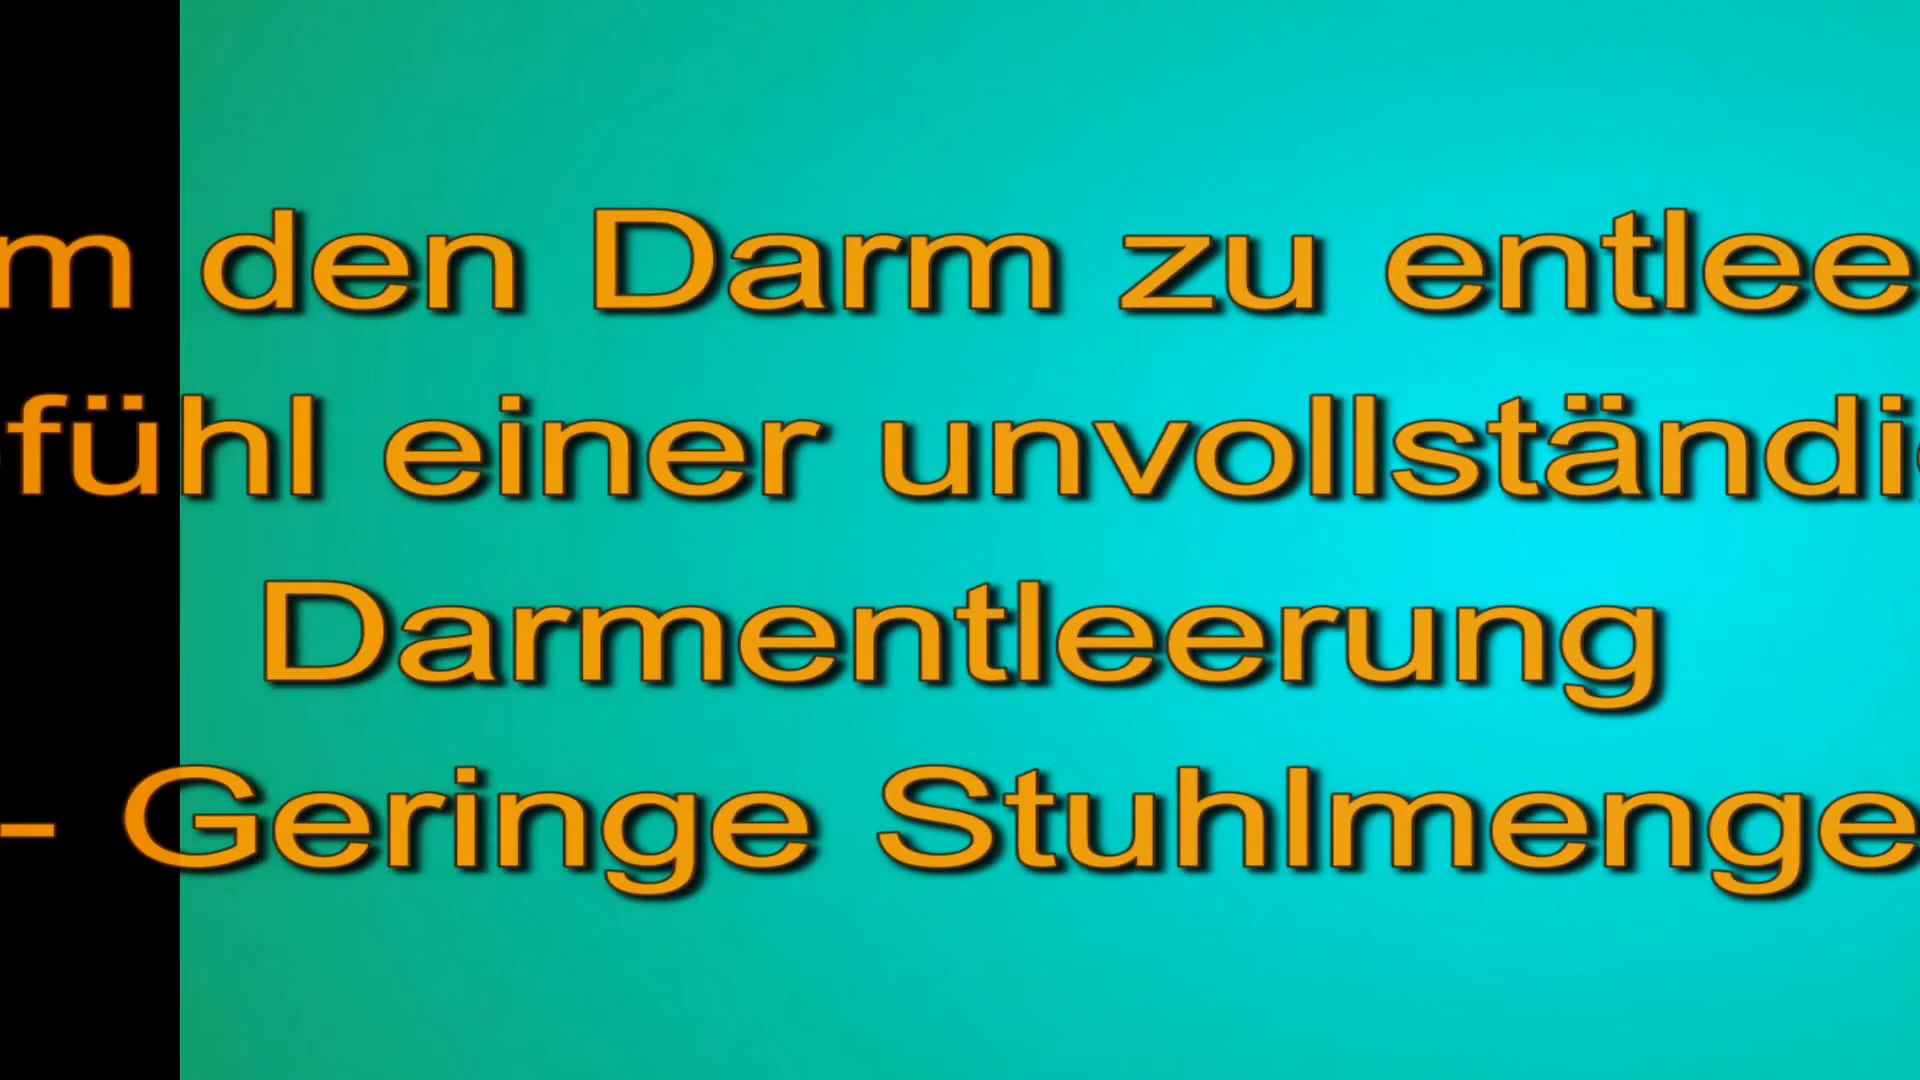 m den Darm zu entlee
fühl einer unvollständi
Darmentleerung
- Geringe Stuhlmenge